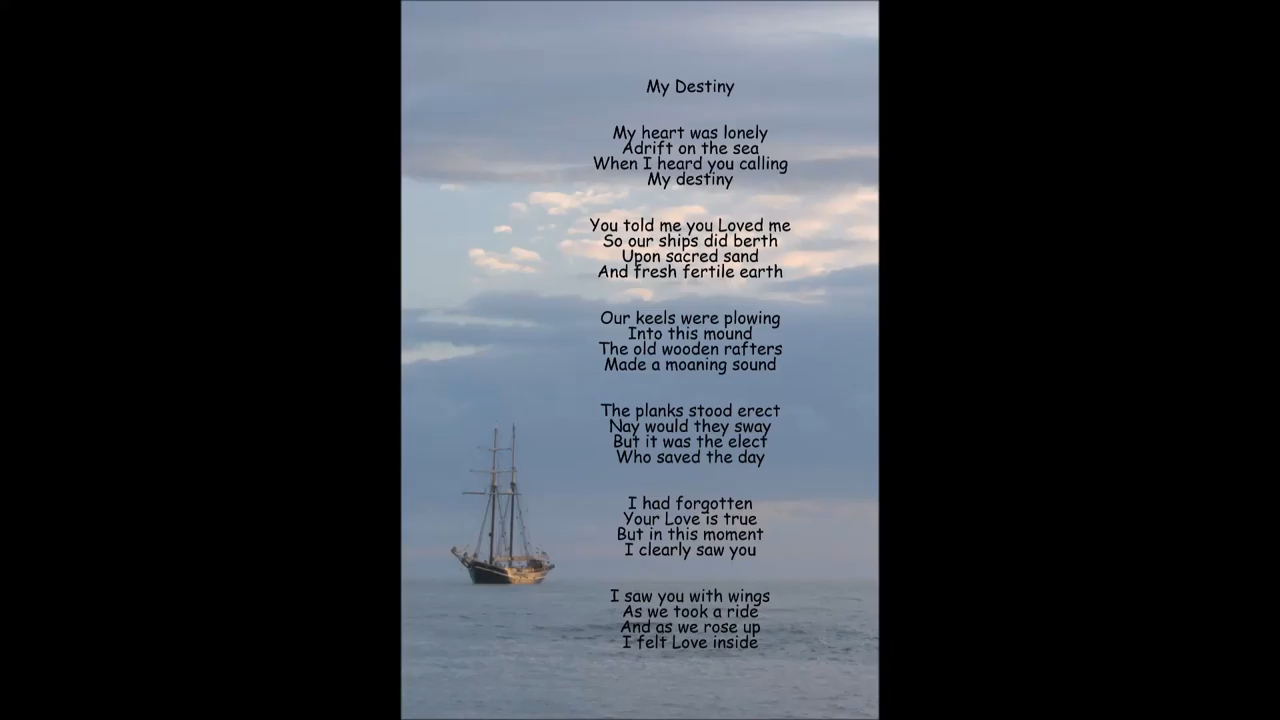 My Destiny
My heart was lonely
Adrift on the sea
When I heard you calling
My destiny
You told me you Loved me
So our ships did berth
Upon sacred sand
And fresh fertile earth
Our keels were plowing
Into this mound
The old wooden rafters
Made a moaning sound
The planks stood erect
Nay would they sway
But it was the elect
Who saved the day
I had forgotten
Your Love is true
But in this moment
I clearly saw you
I saw you with wings
As we took a ride
And as we rose up
I felt Love inside